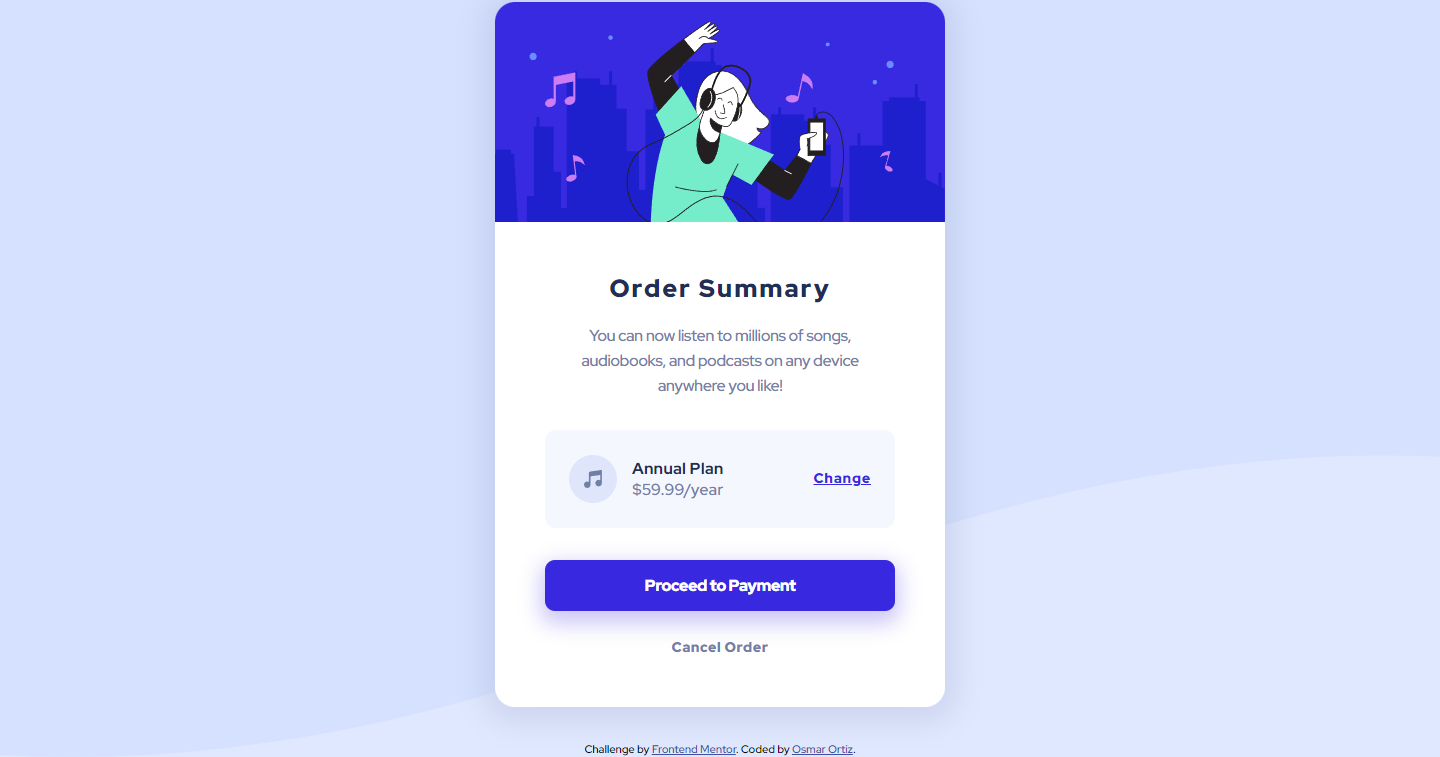 Order Summary
You can now listen to millions of songs,
audiobooks, and podcasts on any device
anywhere you like!
Annual Plan
$59.99/year
Change
Proceed to Payment
Cancel Order
Challenge by Frontend Mentor. Coded by Osmar Ortiz.